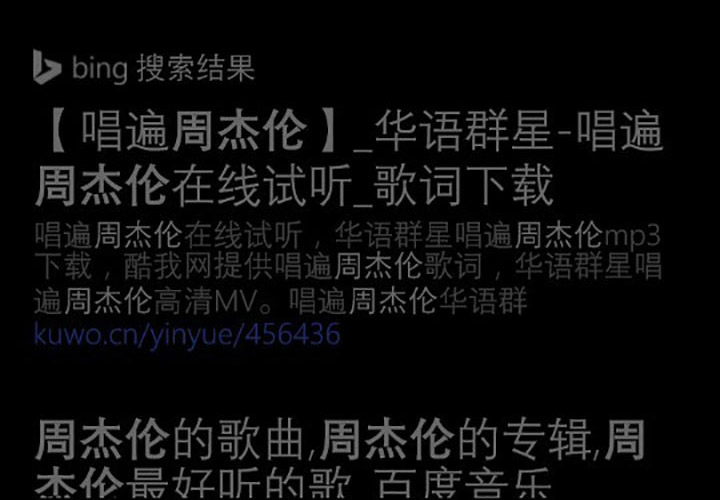 bing 搜索结果
【唱遍周杰伦】_华语群星-唱遍
周杰伦在线试听_歌词下载
唱遍周杰伦在线试听，华语群星唱遍周杰伦mp3
下载，酷我网提供唱遍周杰伦歌词，华语群星唱
遍周杰伦高清MV。唱遍周杰伦华语群
kuwo.cn/yinyue/456436
周杰伦的歌曲,周杰伦的专辑,周
杰伦最好听的歌_百度音乐